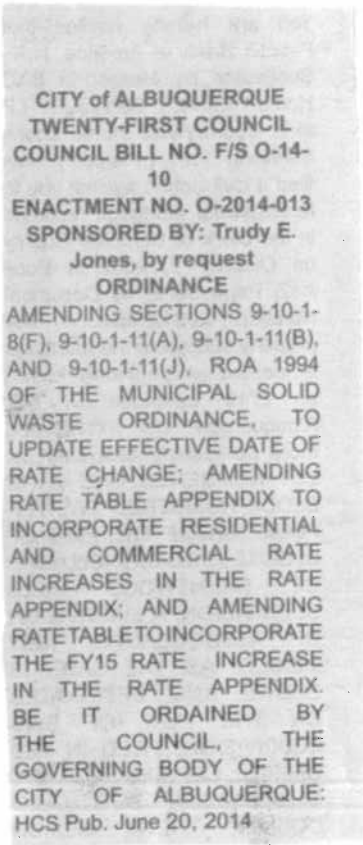 CITY of ALBUQUERQUE
TWENTY-FIRST COUNCIL
COUNCIL BILL NO. F/S O-14-
10
ENACTMENT NO. O-2014-013
SPONSORED BY: Trudy E.
Jones, by request
ORDINANCE
AMENDING SECTIONS 9-10-1-
8(F), 9-10-1-11(A), 9-10-1-11(B),
AND 9-10-1-11(J), ROA 1994
OF THE MUNICIPAL SOLID
WASTE ORDINANCE, TO
UPDATE EFFECTIVE DATE OF
RATE CHANGE; AMENDING
RATE TABLE APPENDIX TO
INCORPORATE RESIDENTIAL
AND COMMERCIAL RATE
INCREASES IN THE RATE
APPENDIX; AND AMENDING
RATE TABLE TO INCORPORATE
THE FY15 RATE INCREASE
IN THE RATE APPENDIX.
BE IT ORDAINED BY
THE COUNCIL, THE
GOVERNING BODY OF THE
CITY OF ALBUQUERQUE:
HCS Pub. June 20, 2014